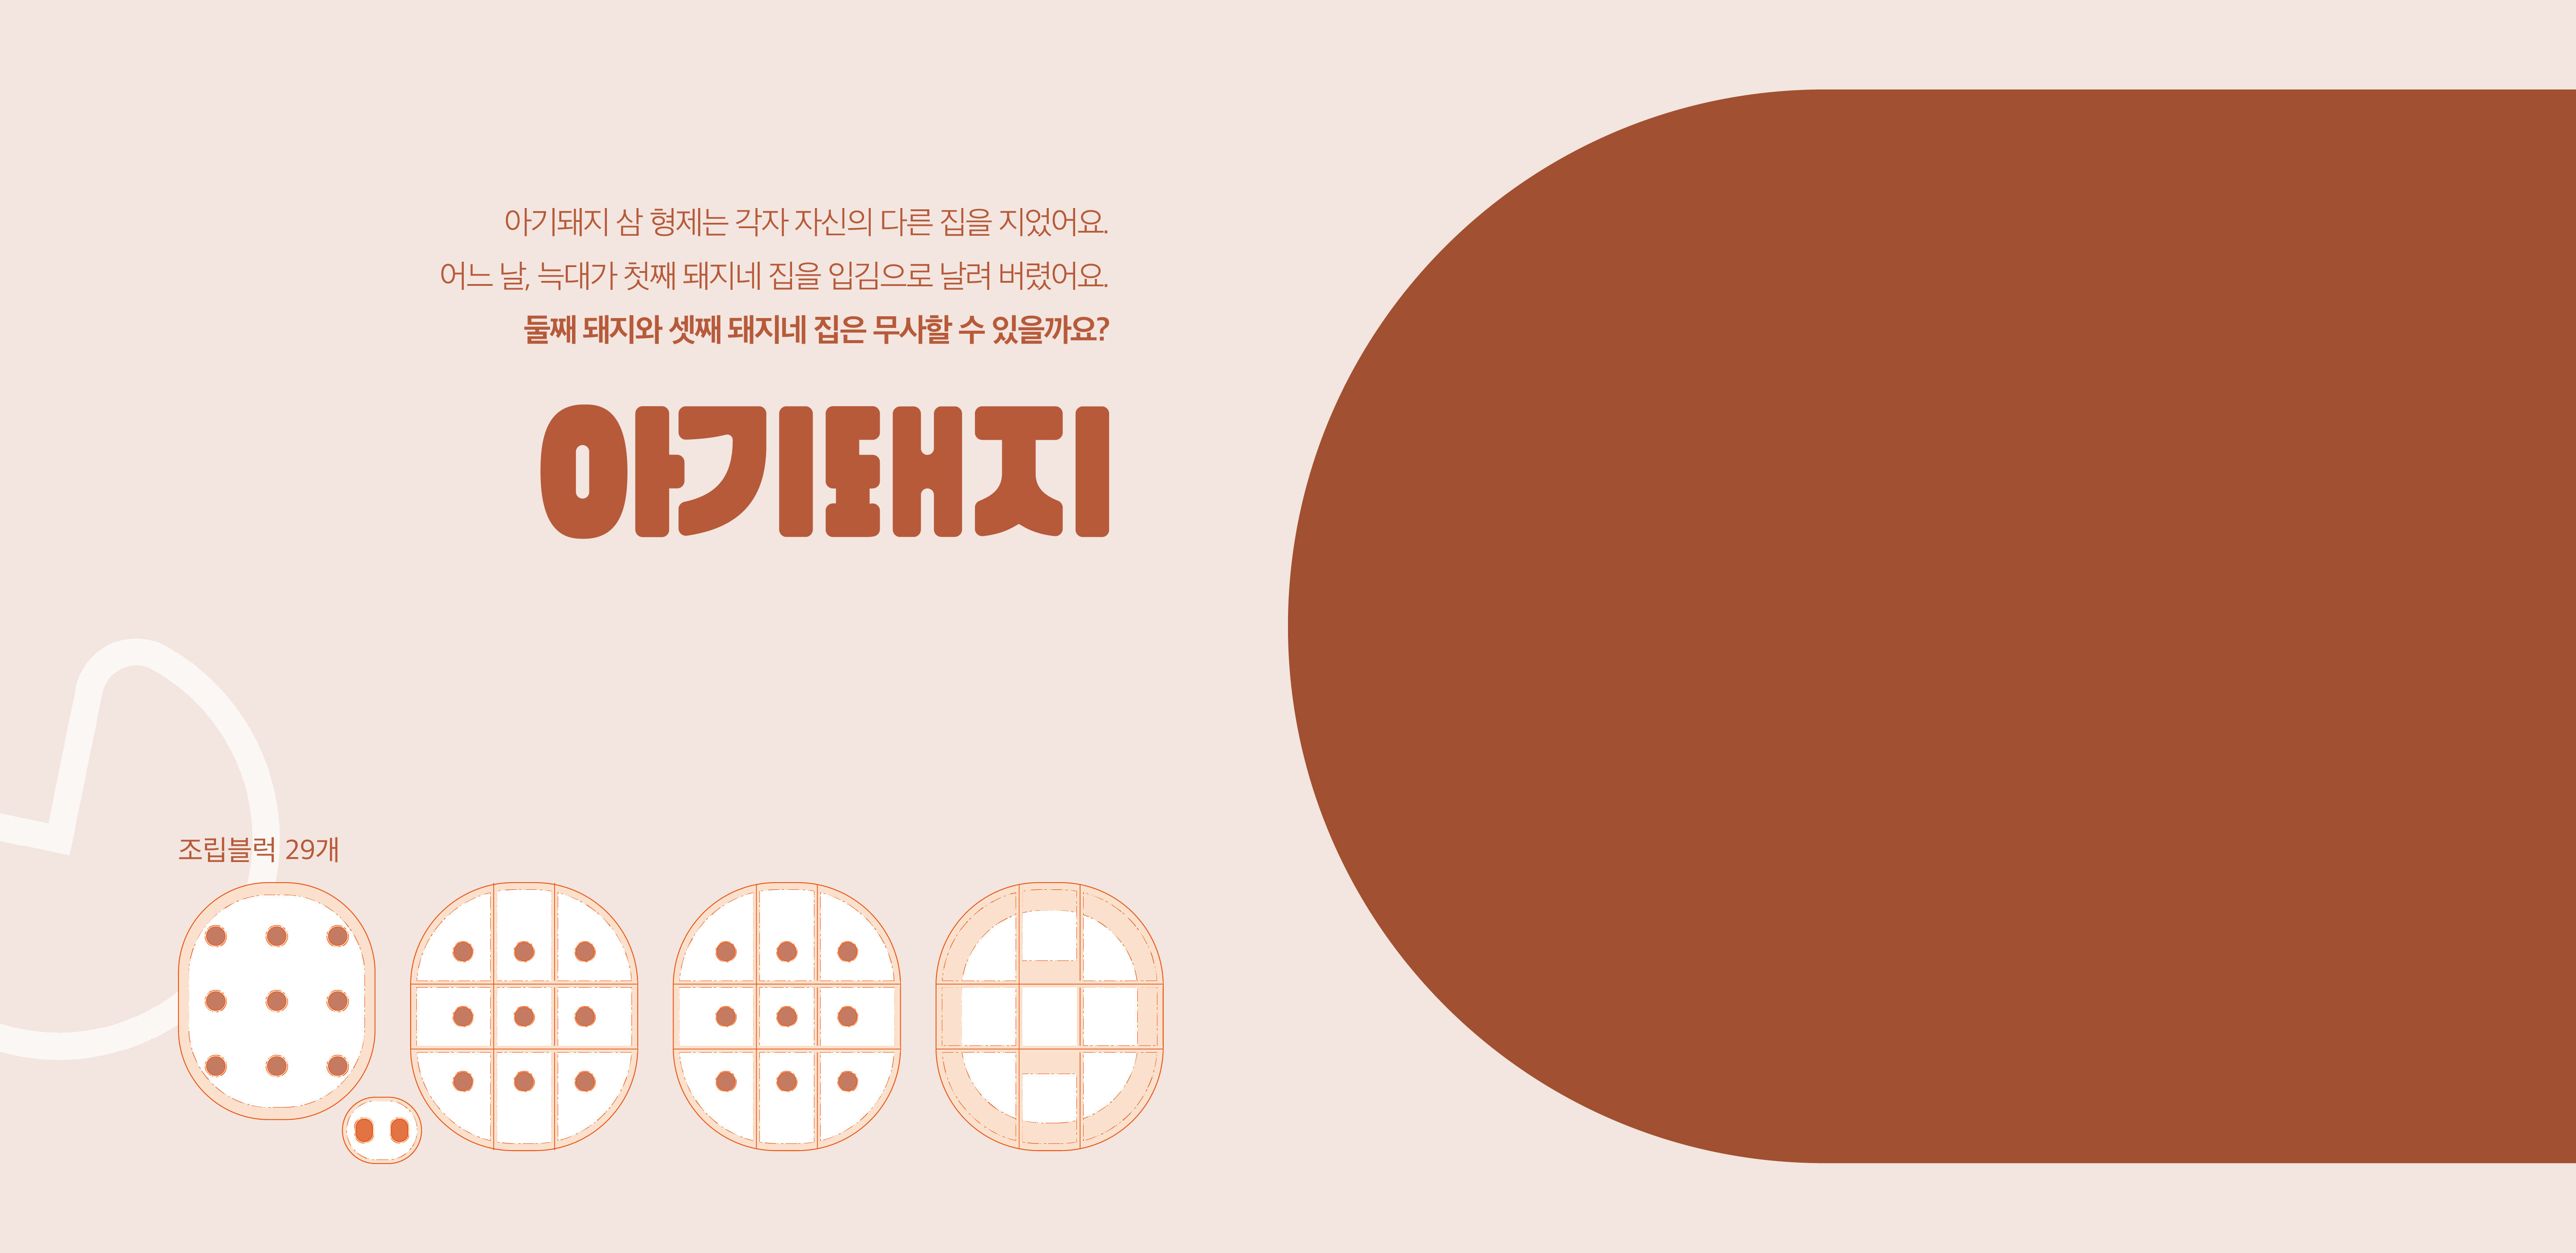 아기돼지 삼 형제는 각자 자신의 다른 집을 지었어요.
어느 날, 늑대가 첫째 돼지네 집을 입김으로 날려 버렸어요.
둘째 돼지와 셋째 돼지네 집은 무사할 수 있을까요?
아기돼지
조립블럭 29개